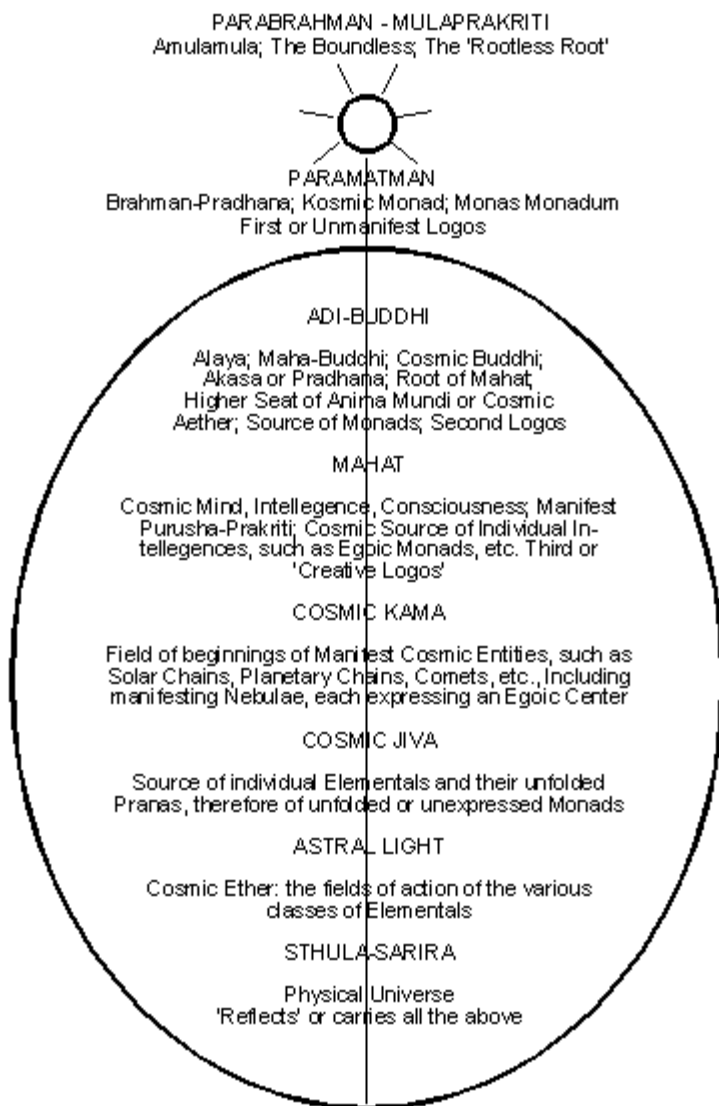 PARABRAHMAN - MULAPRAKRITI
Amulamula; The Boundless; The 'Rootless Root'
PARAMATMAN
Brahman-Pradhana; Kosmic Monad; Monas Monadum
First or Unmanifest Logos
ADI-BUDDHI
Alaya; Maha-Buddhi; Cosmic Buddhi;
Akasa or Pradhana; Root of Mahat;
Higher Seat of Anima Mundi or Cosmic
Aether; Source of Monads; Second Logos
MAHAT
Cosmic Mind, Intellegence, Consciousness; Manifest
Purusha-Prakriti; Cosmic Source of Individual In-
tellegences, such as Egoic Monads, etc. Third or
'Creative Logos'
COSMIC KAMA
Field of beginnings of Manifest Cosmic Entities, such as
Solar Chains, Planetary Chains, Comets, etc., Including
manifesting Nebulae, each expressing an Egoic Center
COSMIC JIVA
Source of individual Elementals and their unfolded
Pranas, therefore of unfolded or unexpressed Monads
ASTRAL LIGHT
Cosmic Ether: the fields of action of the various
classes of Elementals
STHULA-SARIRA
Physical Universe
'Reflects' or carries all the above